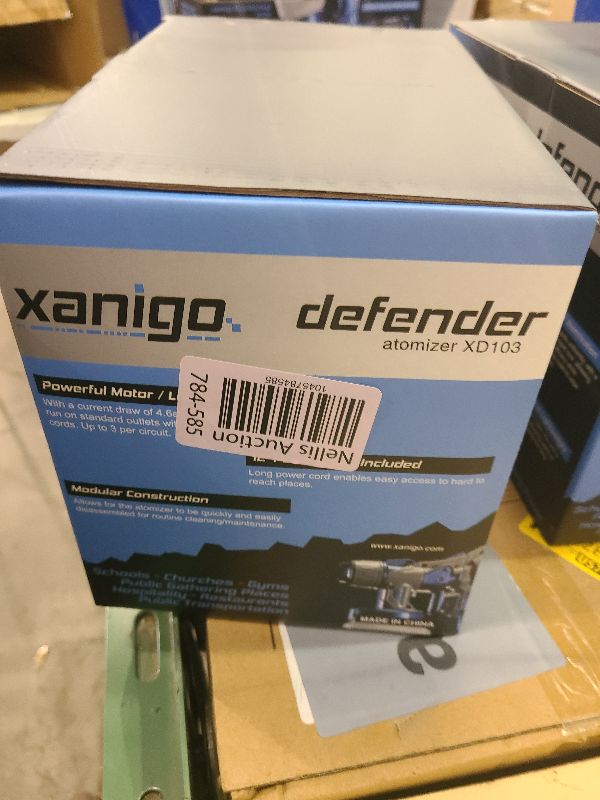 xanigo
defender
atomizer XD103
Powerful Motor / L
With a current draw of 4.6
run on standard outlets
cords. Up to 3 per circuit.
1045784585
784-585
Nellis Auction
Included
Long power cord enables easy access to hard to
reach places.
Modular Construction
Allows for the atomizer to be quickly and easily
disassembled for routine cleaning/maintenance.
www.xanigo.com
Schools - Churches - Gyms
Public Gathering Places
Hospitality - Restaurants
Public Transportation
MADE IN CHINA